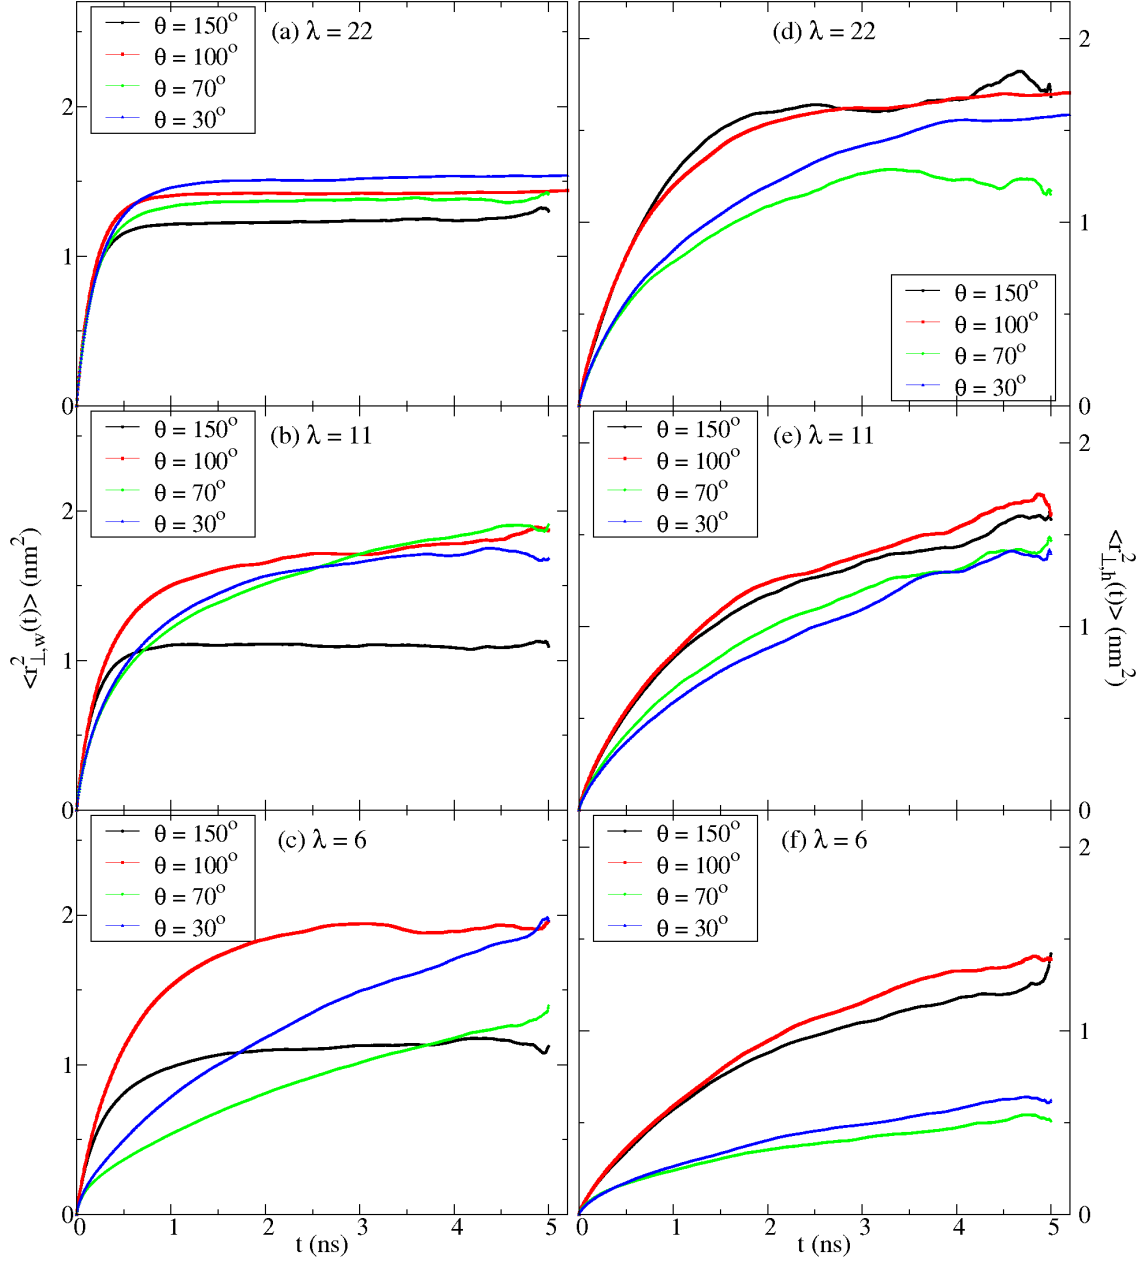 (a) λ = 22
θ = 150°
θ = 100°
θ = 70°
θ = 30°
2
1
0
(d) λ = 22
θ = 150°
θ = 100°
θ = 70°
θ = 30°
2
1
0
(b) λ = 11
θ = 150°
θ = 100°
θ = 70°
θ = 30°
2
1
0
<r²⊥,w(t)> (nm²)
(e) λ = 11
θ = 150°
θ = 100°
θ = 70°
θ = 30°
2
1
0
<r²⊥,h(t)> (nm²)
(c) λ = 6
θ = 150°
θ = 100°
θ = 70°
θ = 30°
2
1
0
0 1 2 3 4 5
t (ns)
(f) λ = 6
θ = 150°
θ = 100°
θ = 70°
θ = 30°
2
1
0
0 1 2 3 4 5
t (ns)